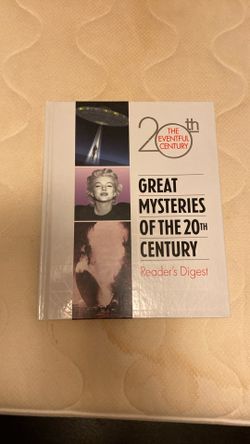 20th
THE
EVENTFUL
CENTURY
GREAT
MYSTERIES
OF THE 20TH
CENTURY
Reader's Digest